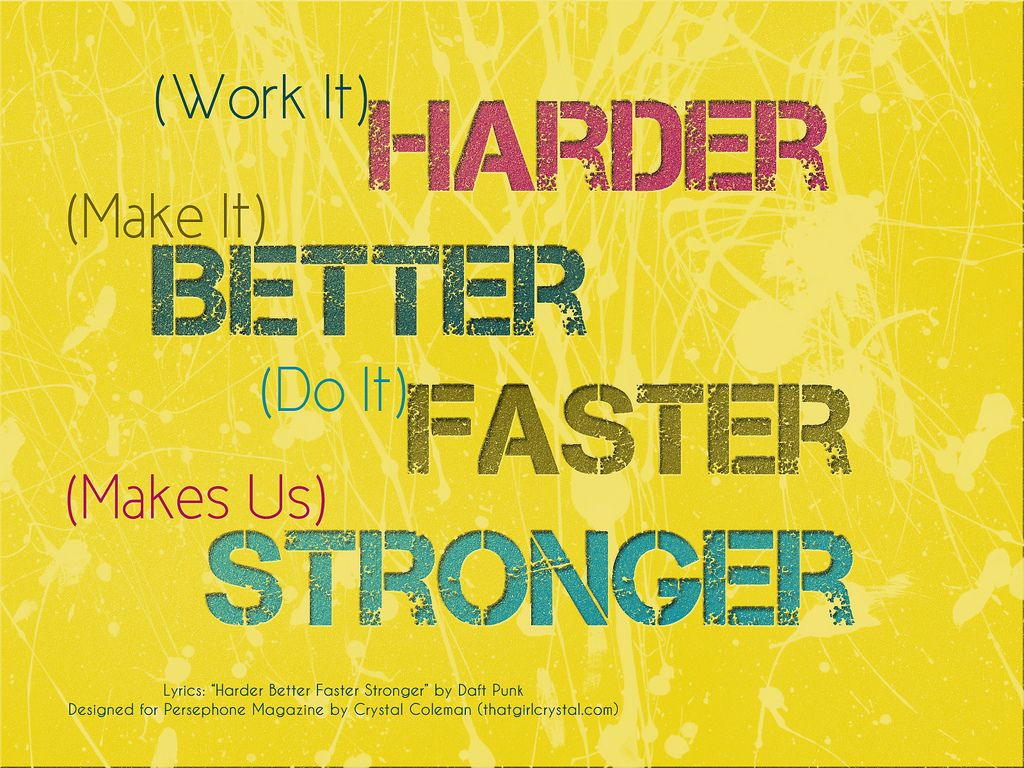 (Work It) HARDER
(Make It)
BETTER
(Do It) FASTER
(Makes Us)
STRONGER
Lyrics: "Harder Better Faster Stronger" by Daft Punk
Designed for Persephone Magazine by Crystal Coleman (thatgirlcrystal.com)